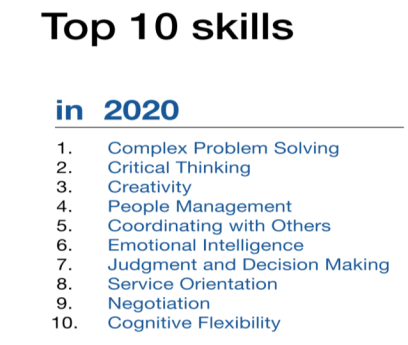 Top 10 skills
in 2020
1. Complex Problem Solving
2. Critical Thinking
3. Creativity
4. People Management
5. Coordinating with Others
6. Emotional Intelligence
7. Judgment and Decision Making
8. Service Orientation
9. Negotiation
10. Cognitive Flexibility